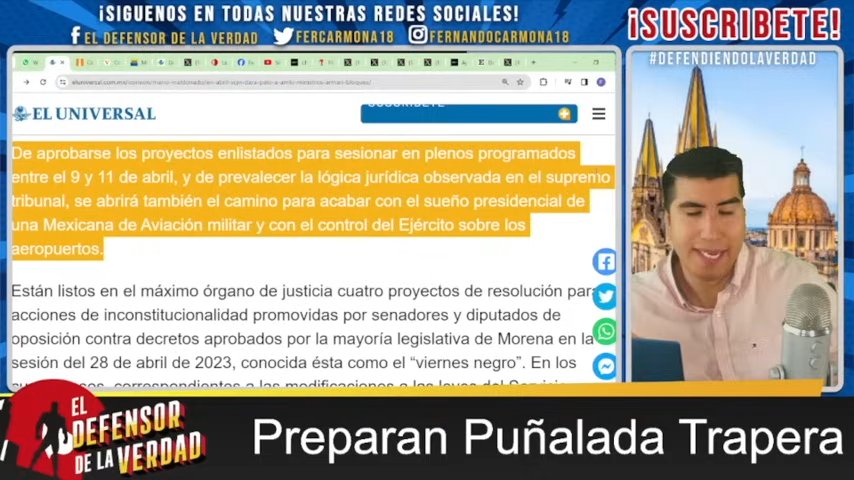 ¡SIGUENOS EN TODAS NUESTRAS REDES SOCIALES!
EL DEFENSOR DE LA VERDAD FERCARMONA18 FERNANDOCARMONA18
¡SUSCRIBETE!
#DEFENDIENDOLAVERDAD
EL UNIVERSAL
SUSCRÍBETE
De aprobarse los proyectos enlistados para sesionar en plenos programados
entre el 9 y 11 de abril, y de prevalecer la lógica jurídica observada en el supremo
tribunal, se abrirá también el camino para acabar con el sueño presidencial de
una Mexicana de Aviación militar y con el control del Ejército sobre los
aeropuertos.
Están listos en el máximo órgano de justicia cuatro proyectos de resolución para
acciones de inconstitucionalidad promovidas por senadores y diputados de
oposición contra decretos aprobados por la mayoría legislativa de Morena en la
sesión del 28 de abril de 2023, conocida ésta como el “viernes negro”. En los
EL
DEFENSOR
DE LA VERDAD
Preparan Puñalada Trapera